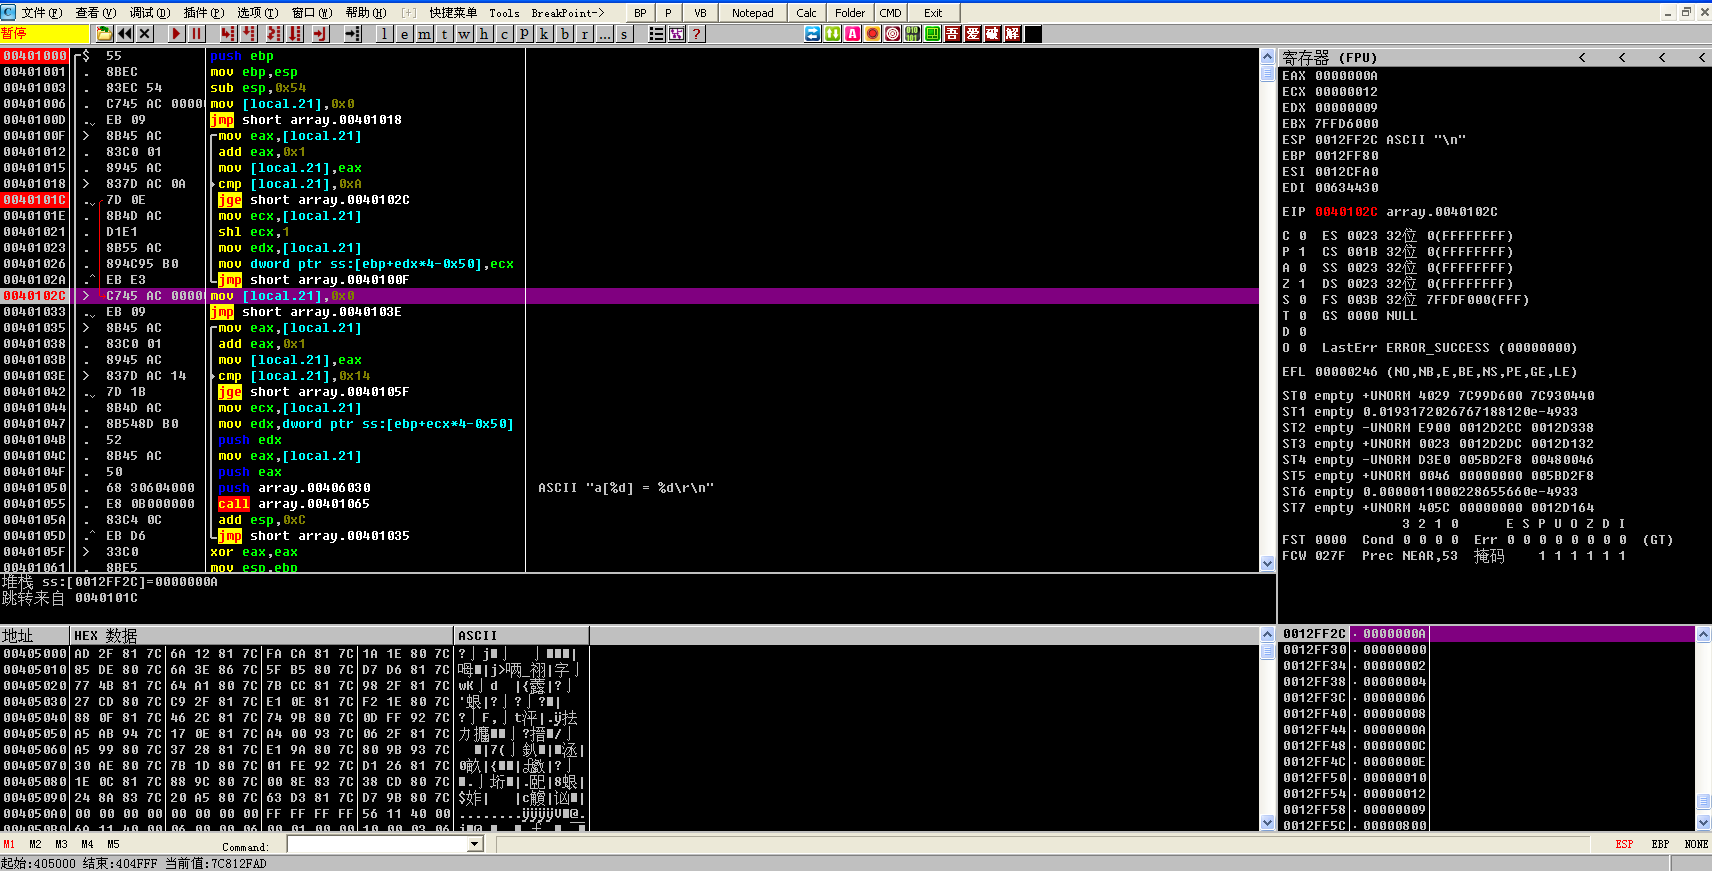 文件(F) 查看(V) 调试(D) 插件(P) 选项(T) 窗口(W) 帮助(H) [+] 快捷菜单 Tools BreakPoint-> BP P VB Notepad Calc Folder CMD Exit
暂停 l e m t w h c P k b r ... s ? A 吾 爱 破 解
00401000 $ 55 push ebp
00401001 . 8BEC mov ebp,esp
00401003 . 83EC 54 sub esp,0x54
00401006 . C745 AC 0000 mov [local.21],0x0
0040100D . EB 09 jmp short array.00401018
0040100F > 8B45 AC mov eax,[local.21]
00401012 . 83C0 01 add eax,0x1
00401015 . 8945 AC mov [local.21],eax
00401018 > 837D AC 0A cmp [local.21],0xA
0040101C . 7D 0E jge short array.0040102C
0040101E . 8B4D AC mov ecx,[local.21]
00401021 . D1E1 shl ecx,1
00401023 . 8B55 AC mov edx,[local.21]
00401026 . 894C95 B0 mov dword ptr ss:[ebp+edx*4-0x50],ecx
0040102A .^ EB E3 jmp short array.0040100F
0040102C > C745 AC 0000 mov [local.21],0x0
00401033 . EB 09 jmp short array.0040103E
00401035 > 8B45 AC mov eax,[local.21]
00401038 . 83C0 01 add eax,0x1
0040103B . 8945 AC mov [local.21],eax
0040103E > 837D AC 14 cmp [local.21],0x14
00401042 . 7D 1B jge short array.0040105F
00401044 . 8B4D AC mov ecx,[local.21]
00401047 . 8B548D B0 mov edx,dword ptr ss:[ebp+ecx*4-0x50]
0040104B . 52 push edx
0040104C . 8B45 AC mov eax,[local.21]
0040104F . 50 push eax
00401050 . 68 30604000 push array.00406030 ASCII "a[%d] = %d\r\n"
00401055 . E8 0B000000 call array.00401065
0040105A . 83C4 0C add esp,0xC
0040105D .^ EB D6 jmp short array.00401035
0040105F > 33C0 xor eax,eax
00401061 . 8BE5 mov esp,ebp
堆栈 ss:[0012FF2C]=0000000A
跳转来自 0040101C
寄存器 (FPU) < < < <
EAX 0000000A
ECX 00000012
EDX 00000009
EBX 7FFD6000
ESP 0012FF2C ASCII "\n"
EBP 0012FF80
ESI 0012CFA0
EDI 00634430
EIP 0040102C array.0040102C
C 0 ES 0023 32位 0(FFFFFFFF)
P 1 CS 001B 32位 0(FFFFFFFF)
A 0 SS 0023 32位 0(FFFFFFFF)
Z 1 DS 0023 32位 0(FFFFFFFF)
S 0 FS 003B 32位 7FFDF000(FFF)
T 0 GS 0000 NULL
D 0
O 0 LastErr ERROR_SUCCESS (00000000)
EFL 00000246 (NO,NB,E,BE,NS,PE,GE,LE)
ST0 empty +UNORM 4029 7C99D600 7C930440
ST1 empty 0.0193172026767188120e-4933
ST2 empty -UNORM E900 0012D2CC 0012D338
ST3 empty +UNORM 0023 0012D2DC 0012D132
ST4 empty -UNORM D3E0 005BD2F8 00480046
ST5 empty +UNORM 0046 00000000 005BD2F8
ST6 empty 0.0000011000228655660e-4933
ST7 empty +UNORM 405C 00000000 0012D164
3 2 1 0 E S P U O Z D I
FST 0000 Cond 0 0 0 0 Err 0 0 0 0 0 0 0 0 (GT)
FCW 027F Prec NEAR,53 掩码 1 1 1 1 1 1
地址 HEX 数据 ASCII
00405000 AD 2F 81 7C 6A 12 81 7C FA CA 81 7C 1A 1E 80 7C
00405010 85 DE 80 7C 6A 3E 86 7C 5F B5 80 7C D7 D6 81 7C
00405020 77 4B 81 7C 64 A1 80 7C 7B CC 81 7C 98 2F 81 7C
00405030 27 CD 80 7C C9 2F 81 7C E1 0E 81 7C F2 1E 80 7C
00405040 88 0F 81 7C 46 2C 81 7C 74 9B 80 7C 0D FF 92 7C
00405050 A5 AB 94 7C 17 0E 81 7C A4 00 93 7C 06 2F 81 7C
00405060 A5 99 80 7C 37 28 81 7C E1 9A 80 7C 80 9B 93 7C
00405070 30 AE 80 7C 7B 1D 80 7C 01 FE 92 7C D1 26 81 7C
00405080 1E 0C 81 7C 88 9C 80 7C 00 8E 83 7C 38 CD 80 7C
00405090 24 8A 83 7C 20 A5 80 7C 63 D3 81 7C D7 9B 80 7C
004050A0 00 00 00 00 00 00 00 00 FF FF FF FF 56 11 40 00
004050B0 6A 11 40 00 06 00 00 06 00 01 00 00 10 00 03 06
0012FF2C 0000000A
0012FF30 00000000
0012FF34 00000002
0012FF38 00000004
0012FF3C 00000006
0012FF40 00000008
0012FF44 0000000A
0012FF48 0000000C
0012FF4C 0000000E
0012FF50 00000010
0012FF54 00000012
0012FF58 00000009
0012FF5C 00000800
M1 M2 M3 M4 M5 Command: ESP EBP NONE
起始:405000 结束:404FFF 当前值:7C812FAD